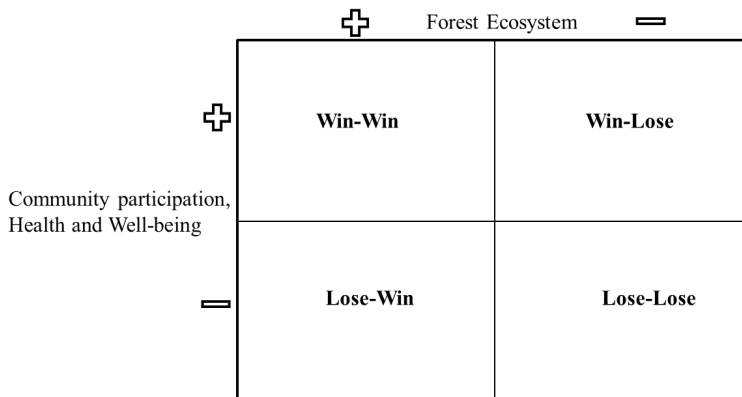 Forest Ecosystem
Win-Win
Win-Lose
Community participation,
Health and Well-being
Lose-Win
Lose-Lose